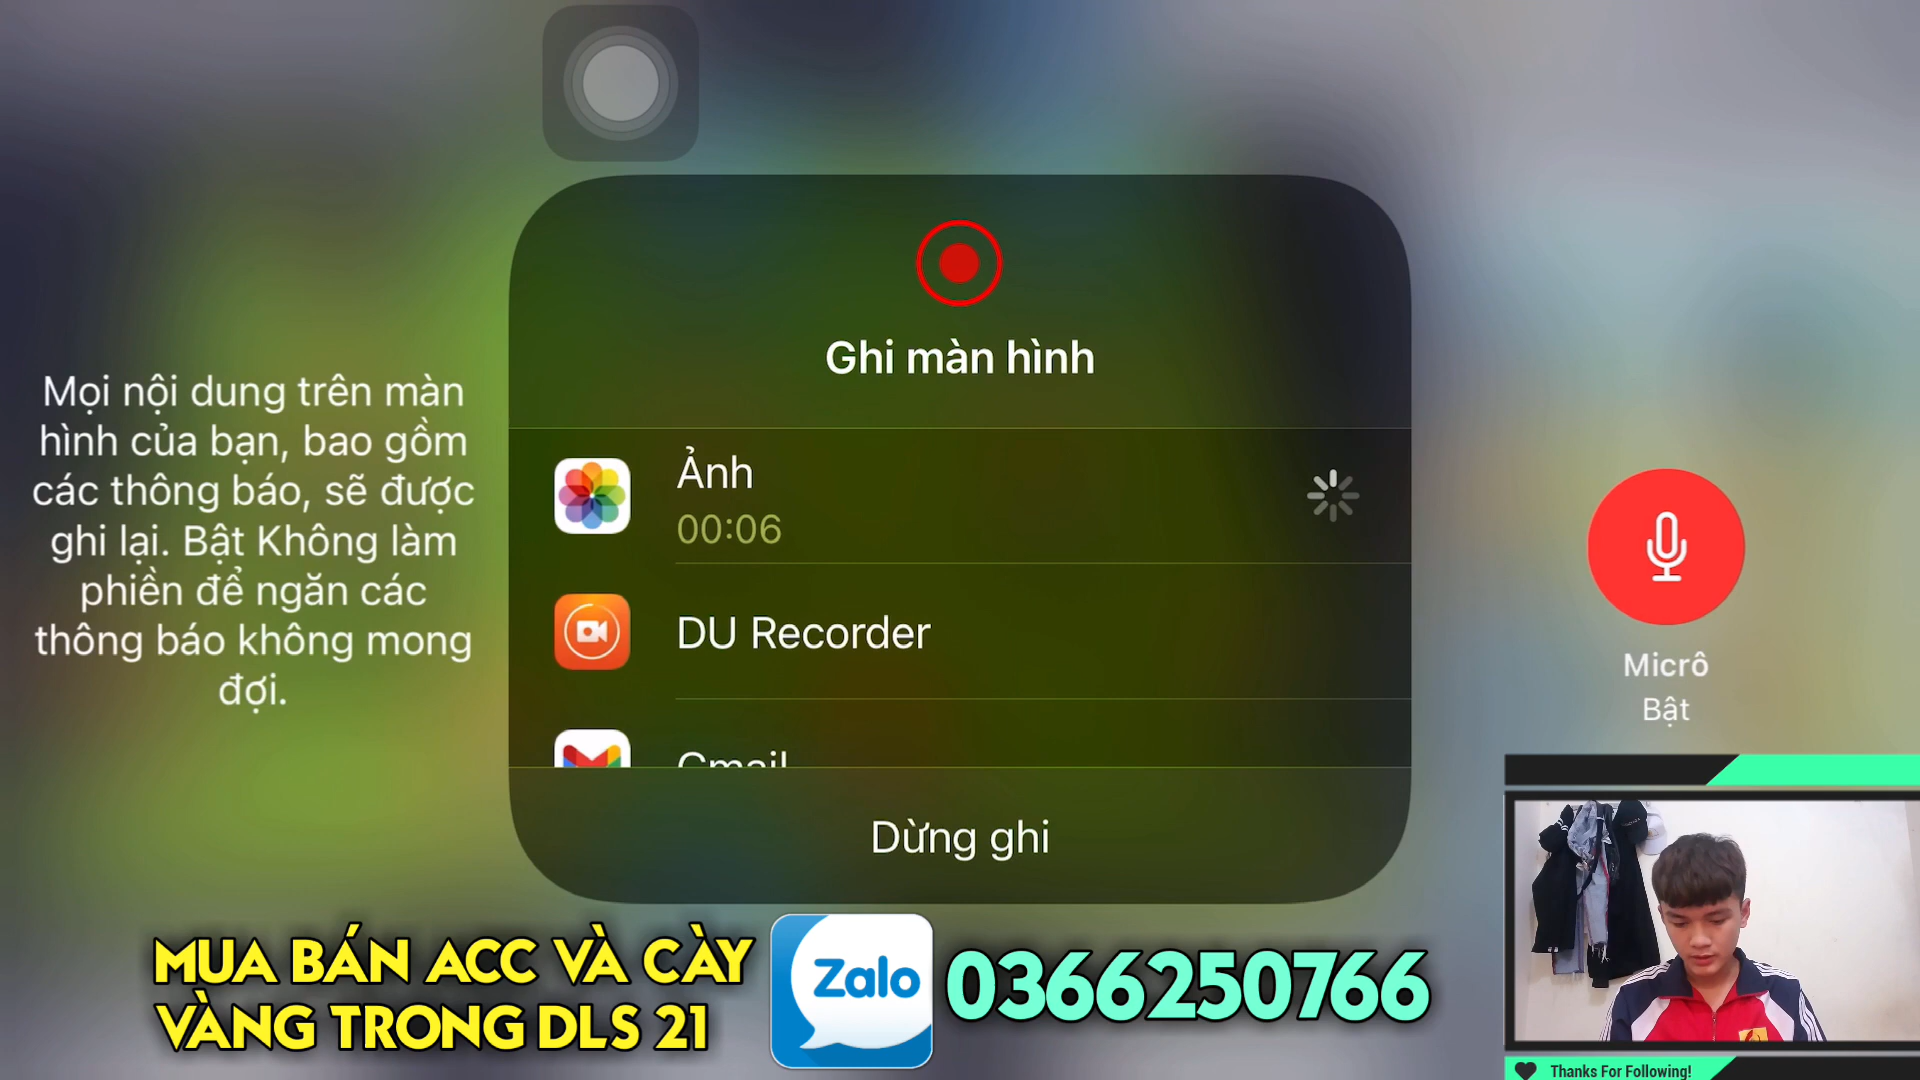 Mọi nội dung trên màn
hình của bạn, bao gồm
các thông báo, sẽ được
ghi lại. Bật Không làm
phiền để ngăn các
thông báo không mong
đợi.
Ghi màn hình
Ảnh
00:06
DU Recorder
Gmail
Dừng ghi
Micrô
Bật
MUA BÁN ACC VÀ CÀY
VÀNG TRONG DLS 21
Zalo
0366250766
Thanks For Following!